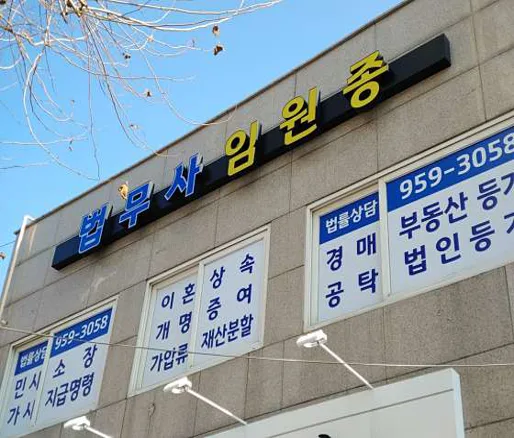 법무사 임원종
법률상담 959-3058
민사 소장
가시 지급명령
이혼 상속
개명 증여
가압류 재산분할
법률상담 959-3058
경매 부동산 등기
공탁 법인 등기